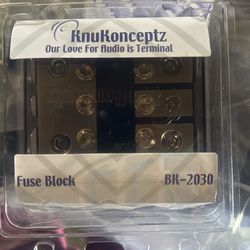 KnuKonceptz
Our Love For Audio is Terminal
Fuse Block
BK-2030